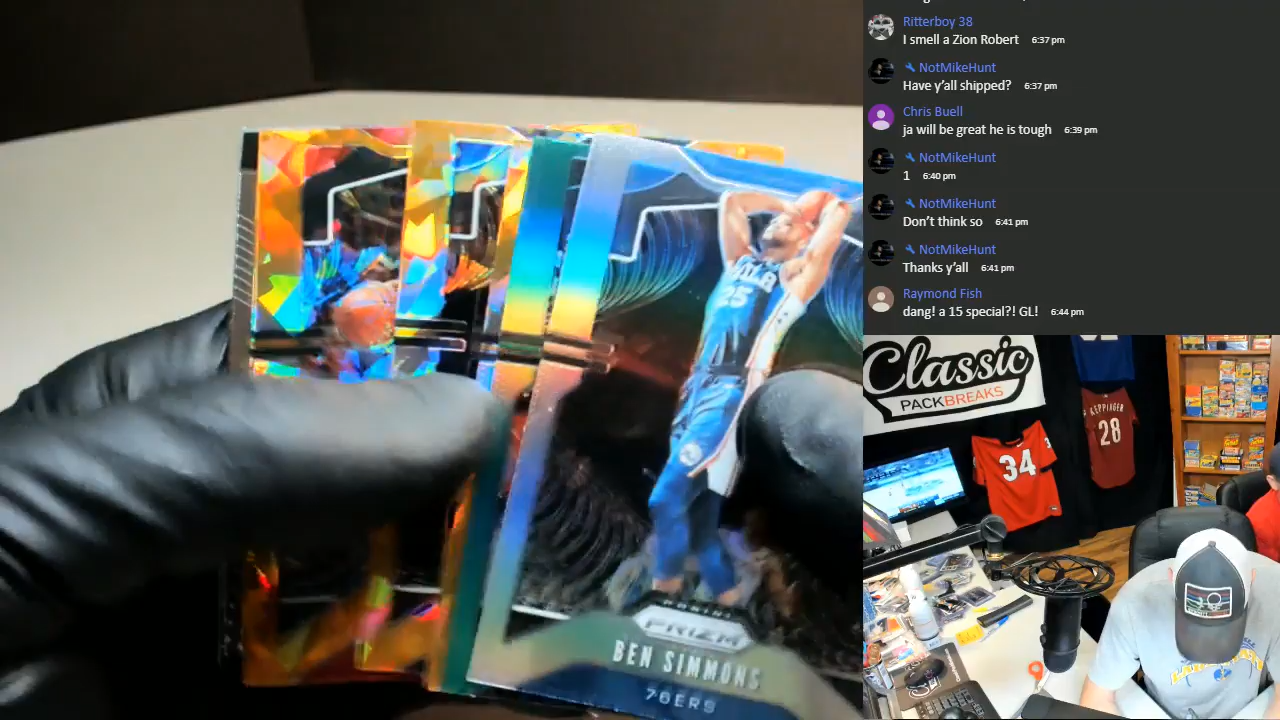 Ritterboy 38
I smell a Zion Robert 6:37 pm
NotMikeHunt
Have y'all shipped? 6:37 pm
Chris Buell
ja will be great he is tough 6:39 pm
NotMikeHunt
1 6:40 pm
NotMikeHunt
Don't think so 6:41 pm
NotMikeHunt
Thanks y'all 6:41 pm
Raymond Fish
dang! a 15 special?! GL! 6:44 pm
25
PANINI
PRIZM
BEN SIMMONS
76ERS
Classic
PACKBREAKS
34
KEPPINGER
28